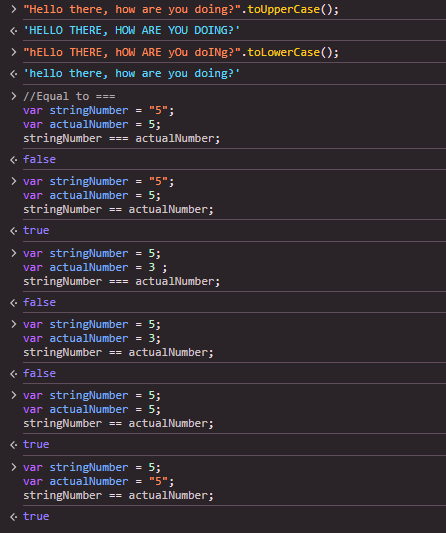 > "Hello there, how are you doing?".toUpperCase();
'HELLO THERE, HOW ARE YOU DOING?'
> "hELlo THERE, hOW ARE yOu doINg?".toLowerCase();
'hello there, how are you doing?'
> //Equal to ===
var stringNumber = "5";
var actualNumber = 5;
stringNumber === actualNumber;
false
> var stringNumber = "5";
var actualNumber = 5;
stringNumber == actualNumber;
true
> var stringNumber = 5;
var actualNumber = 3 ;
stringNumber === actualNumber;
false
> var stringNumber = 5;
var actualNumber = 3;
stringNumber == actualNumber;
false
> var stringNumber = 5;
var actualNumber = 5;
stringNumber == actualNumber;
true
> var stringNumber = 5;
var actualNumber = "5";
stringNumber == actualNumber;
true